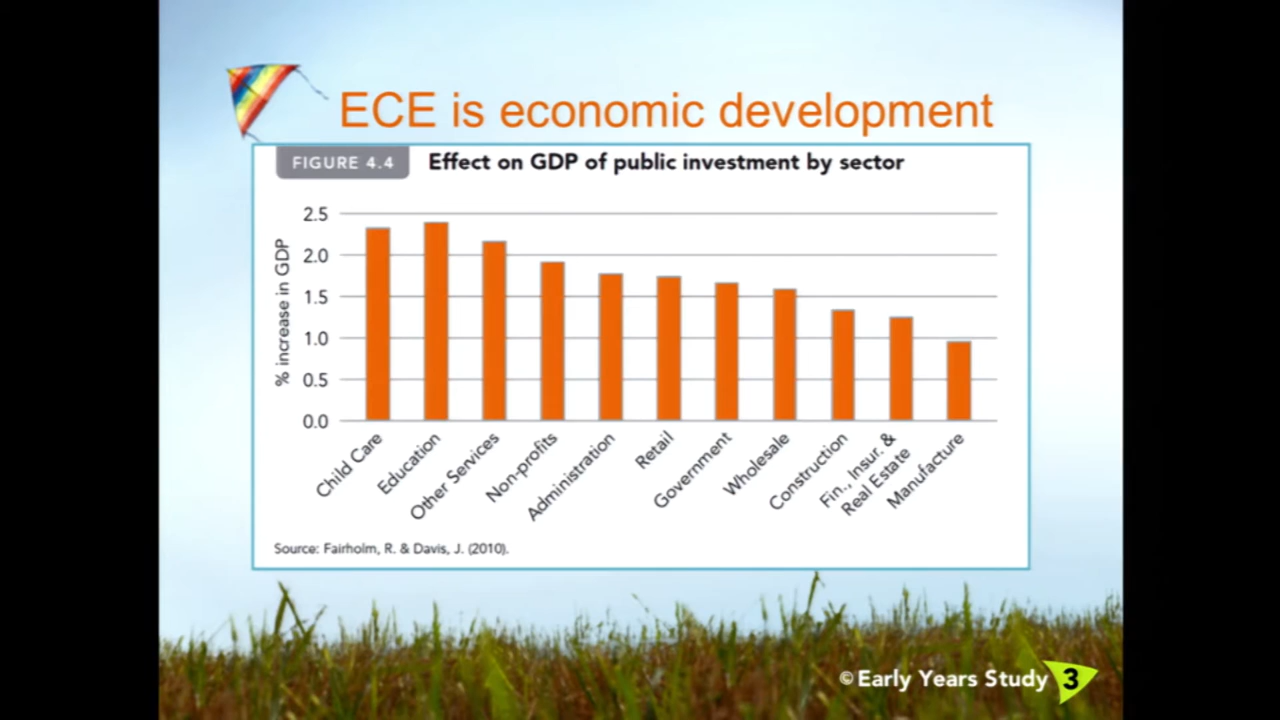 ECE is economic development
FIGURE 4.4 Effect on GDP of public investment by sector
% increase in GDP
2.5
2.0
1.5
1.0
0.5
0.0
Child Care
Education
Other Services
Non-profits
Administration
Retail
Government
Wholesale
Construction
Fin., Insur. &
Real Estate
Manufacture
Source: Fairholm, R. & Davis, J. (2010).
© Early Years Study 3